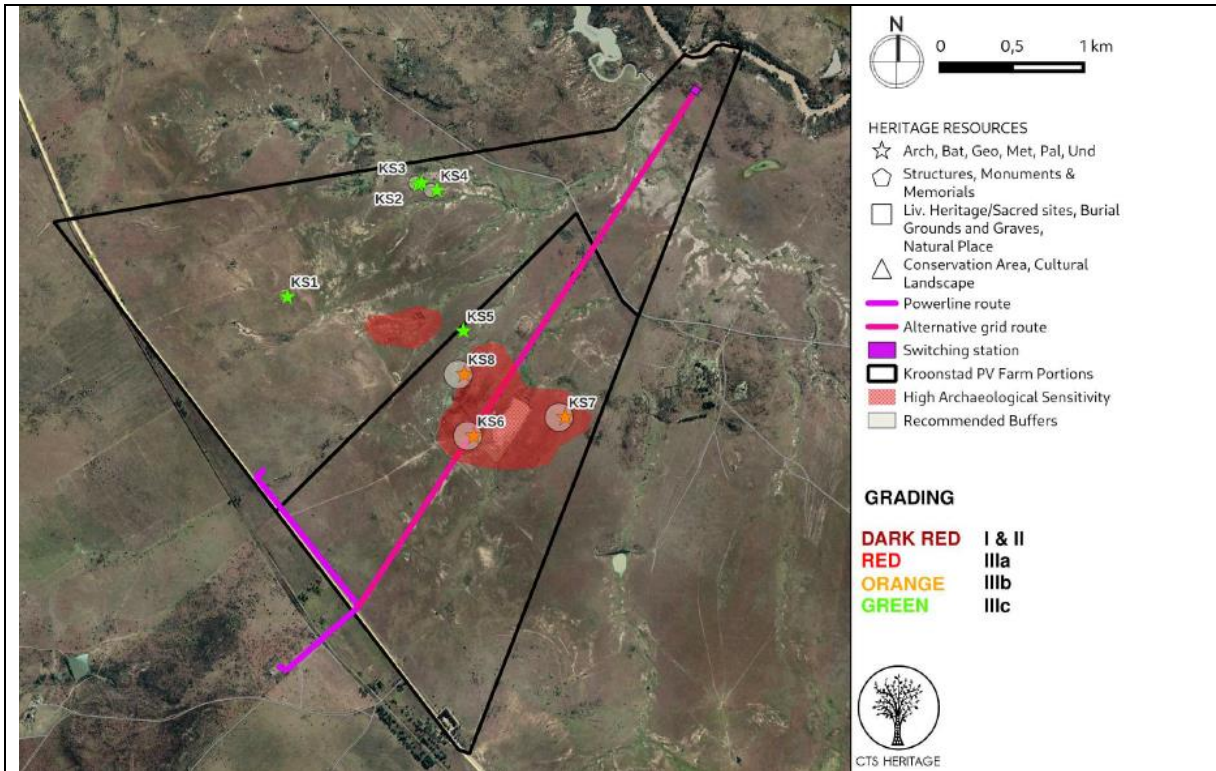 KS3
KS4
KS2
KS1
KS5
KS8
KS7
KS6
N
0 0,5 1 km
HERITAGE RESOURCES
Arch, Bat, Geo, Met, Pal, Und
Structures, Monuments &
Memorials
Liv. Heritage/Sacred sites, Burial
Grounds and Graves,
Natural Place
Conservation Area, Cultural
Landscape
Powerline route
Alternative grid route
Switching station
Kroonstad PV Farm Portions
High Archaeological Sensitivity
Recommended Buffers
GRADING
DARK RED I & II
RED IIIa
ORANGE IIIb
GREEN IIIc
CTS HERITAGE